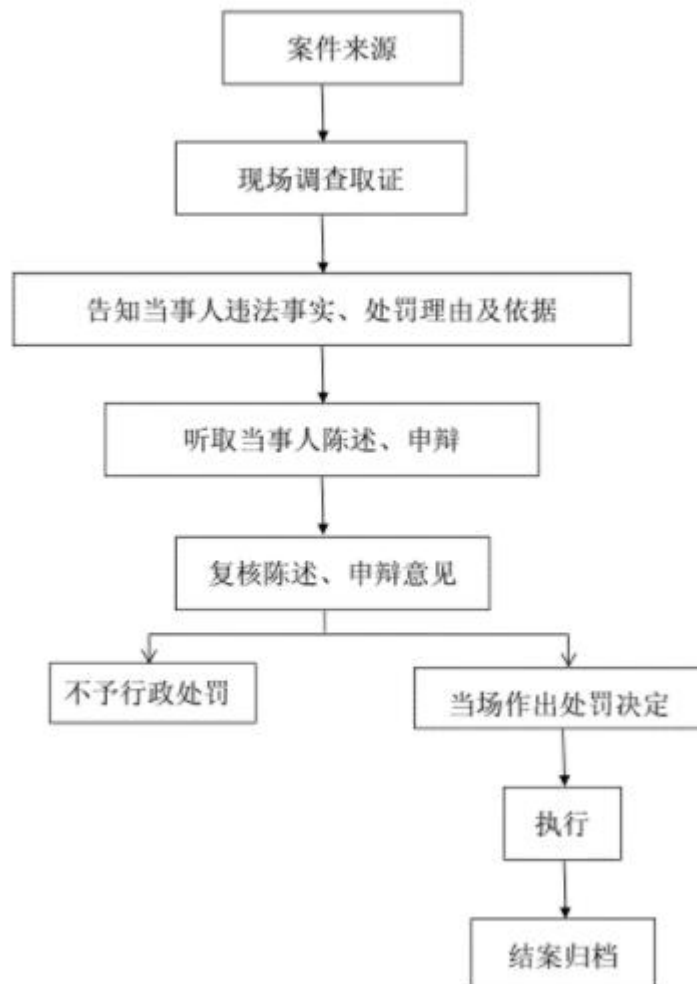 案件来源
现场调查取证
告知当事人违法事实、处罚理由及依据
听取当事人陈述、申辩
复核陈述、申辩意见
不予行政处罚
当场作出处罚决定
执行
结案归档